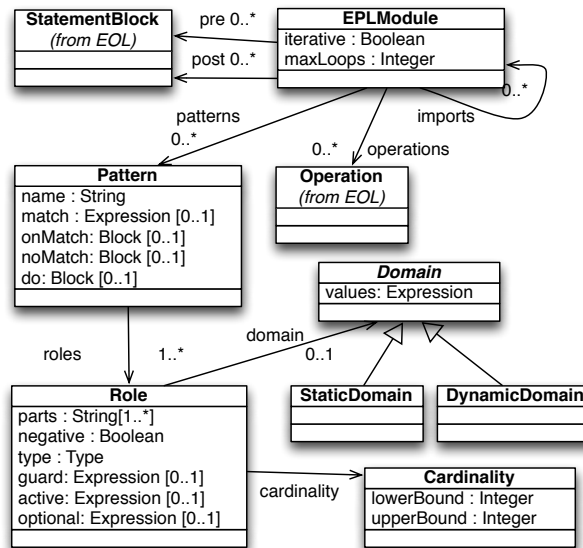 StatementBlock
(from EOL)
pre 0..*
post 0..*
EPLModule
iterative : Boolean
maxLoops : Integer
0..*
imports
patterns
0..*
0..*
operations
Operation
(from EOL)
Pattern
name : String
match : Expression [0..1]
onMatch: Block [0..1]
noMatch: Block [0..1]
do: Block [0..1]
Domain
values: Expression
roles
1..*
domain
0..1
StaticDomain
DynamicDomain
Role
parts : String[1..*]
negative : Boolean
type : Type
guard: Expression [0..1]
active: Expression [0..1]
optional: Expression [0..1]
cardinality
Cardinality
lowerBound : Integer
upperBound : Integer